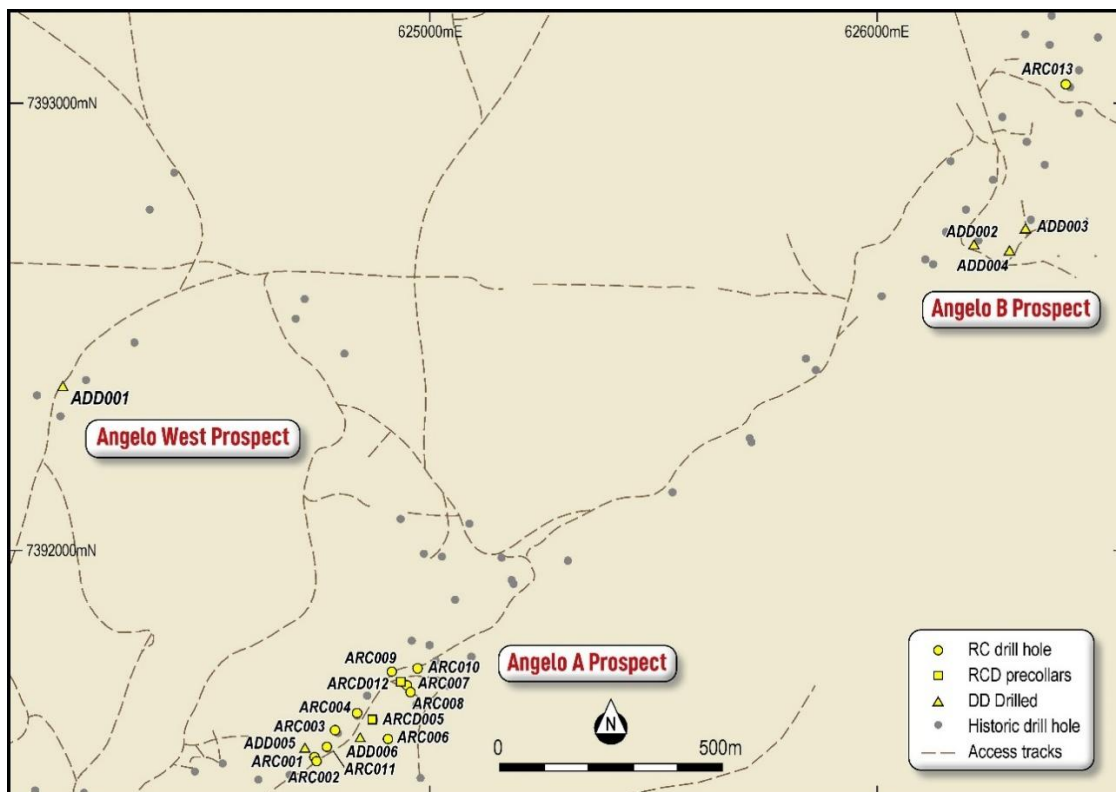 625000mE
626000mE
ARC013
7393000mN
ADD002
ADD003
ADD004
Angelo B Prospect
ADD001
Angelo West Prospect
7392000mN
Angelo A Prospect
ARC009
ARC010
ARCD012
ARC007
ARC008
ARC004
ARCD005
ARC003
ARC006
ADD005
ADD006
ARC001
ARC011
ARC002
N
0
500m
RC drill hole
RCD precollars
DD Drilled
Historic drill hole
Access tracks